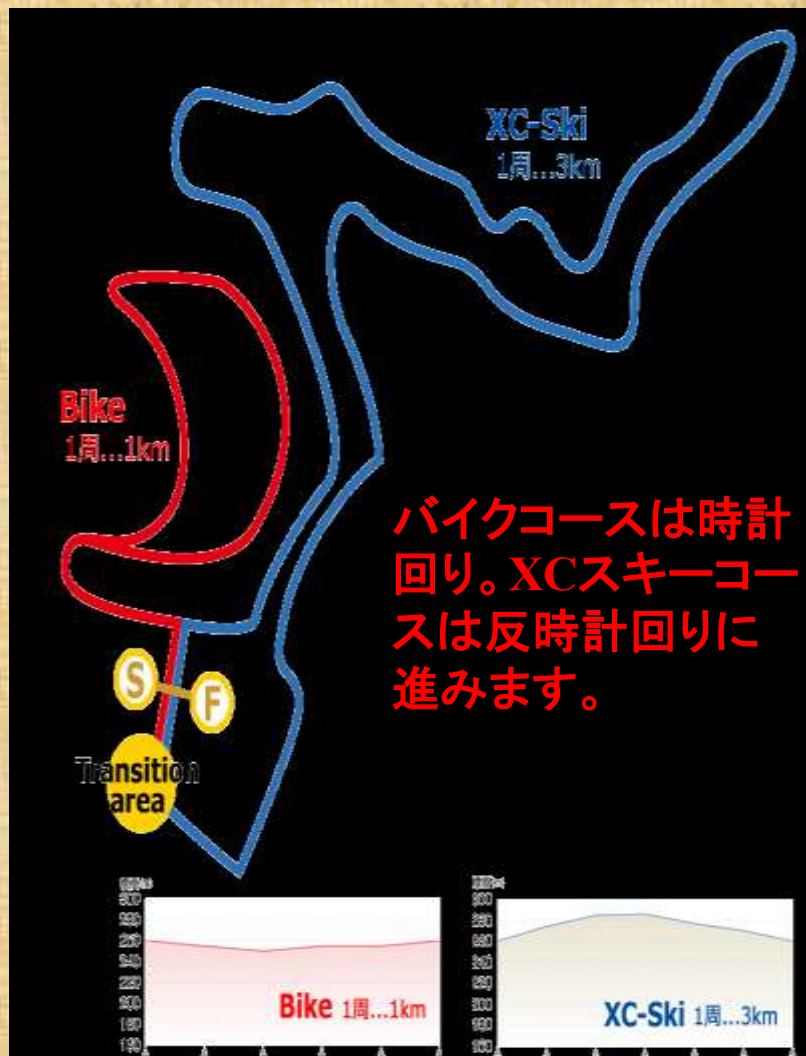 XC-Ski
1周...3km
Bike
1周...1km
バイクコースは時計
回り。XCスキーコー
スは反時計回りに
進みます。
S
F
Transition
area
Bike 1周...1km
XC-Ski 1周...3km